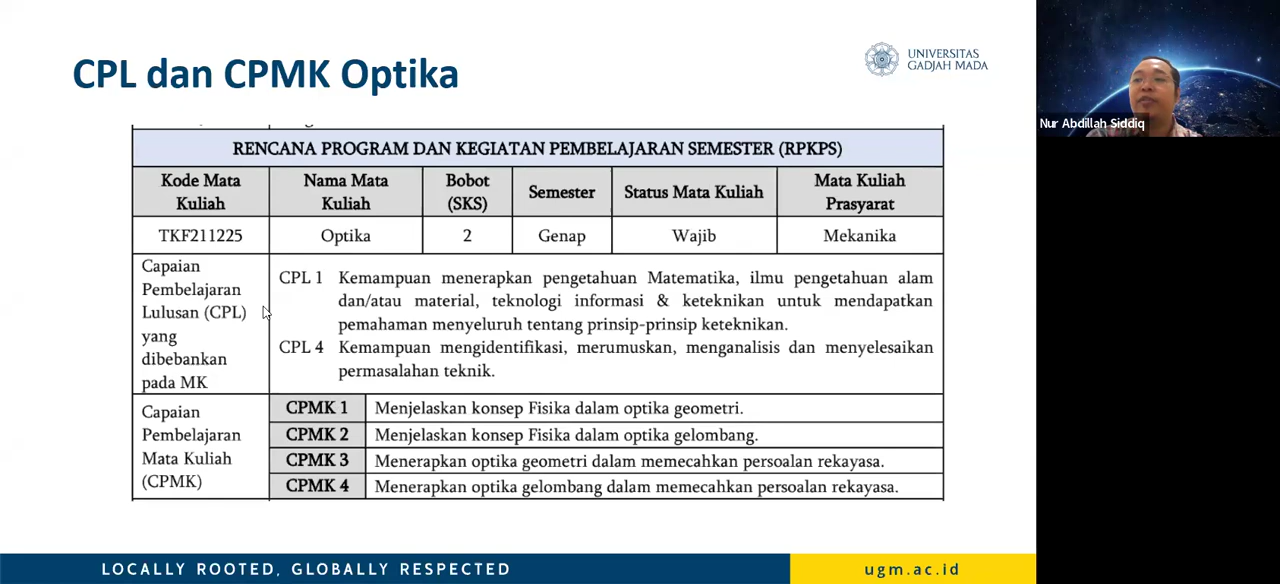 CPL dan CPMK Optika
UNIVERSITAS
GADJAH MADA
Nur Abdillah Siddiq
RENCANA PROGRAM DAN KEGIATAN PEMBELAJARAN SEMESTER (RPKPS)
Kode Mata
Kuliah
Nama Mata
Kuliah
Bobot
(SKS)
Semester
Status Mata Kuliah
Mata Kuliah
Prasyarat
TKF211225
Optika
2
Genap
Wajib
Mekanika
Capaian
Pembelajaran
Lulusan (CPL)
yang
dibebankan
pada MK
CPL 1 Kemampuan menerapkan pengetahuan Matematika, ilmu pengetahuan alam
dan/atau material, teknologi informasi & keteknikan untuk mendapatkan
pemahaman menyeluruh tentang prinsip-prinsip keteknikan.
CPL 4 Kemampuan mengidentifikasi, merumuskan, menganalisis dan menyelesaikan
permasalahan teknik.
Capaian
Pembelajaran
Mata Kuliah
(CPMK)
CPMK 1 Menjelaskan konsep Fisika dalam optika geometri.
CPMK 2 Menjelaskan konsep Fisika dalam optika gelombang.
CPMK 3 Menerapkan optika geometri dalam memecahkan persoalan rekayasa.
CPMK 4 Menerapkan optika gelombang dalam memecahkan persoalan rekayasa.
LOCALLY ROOTED, GLOBALLY RESPECTED
ugm.ac.id